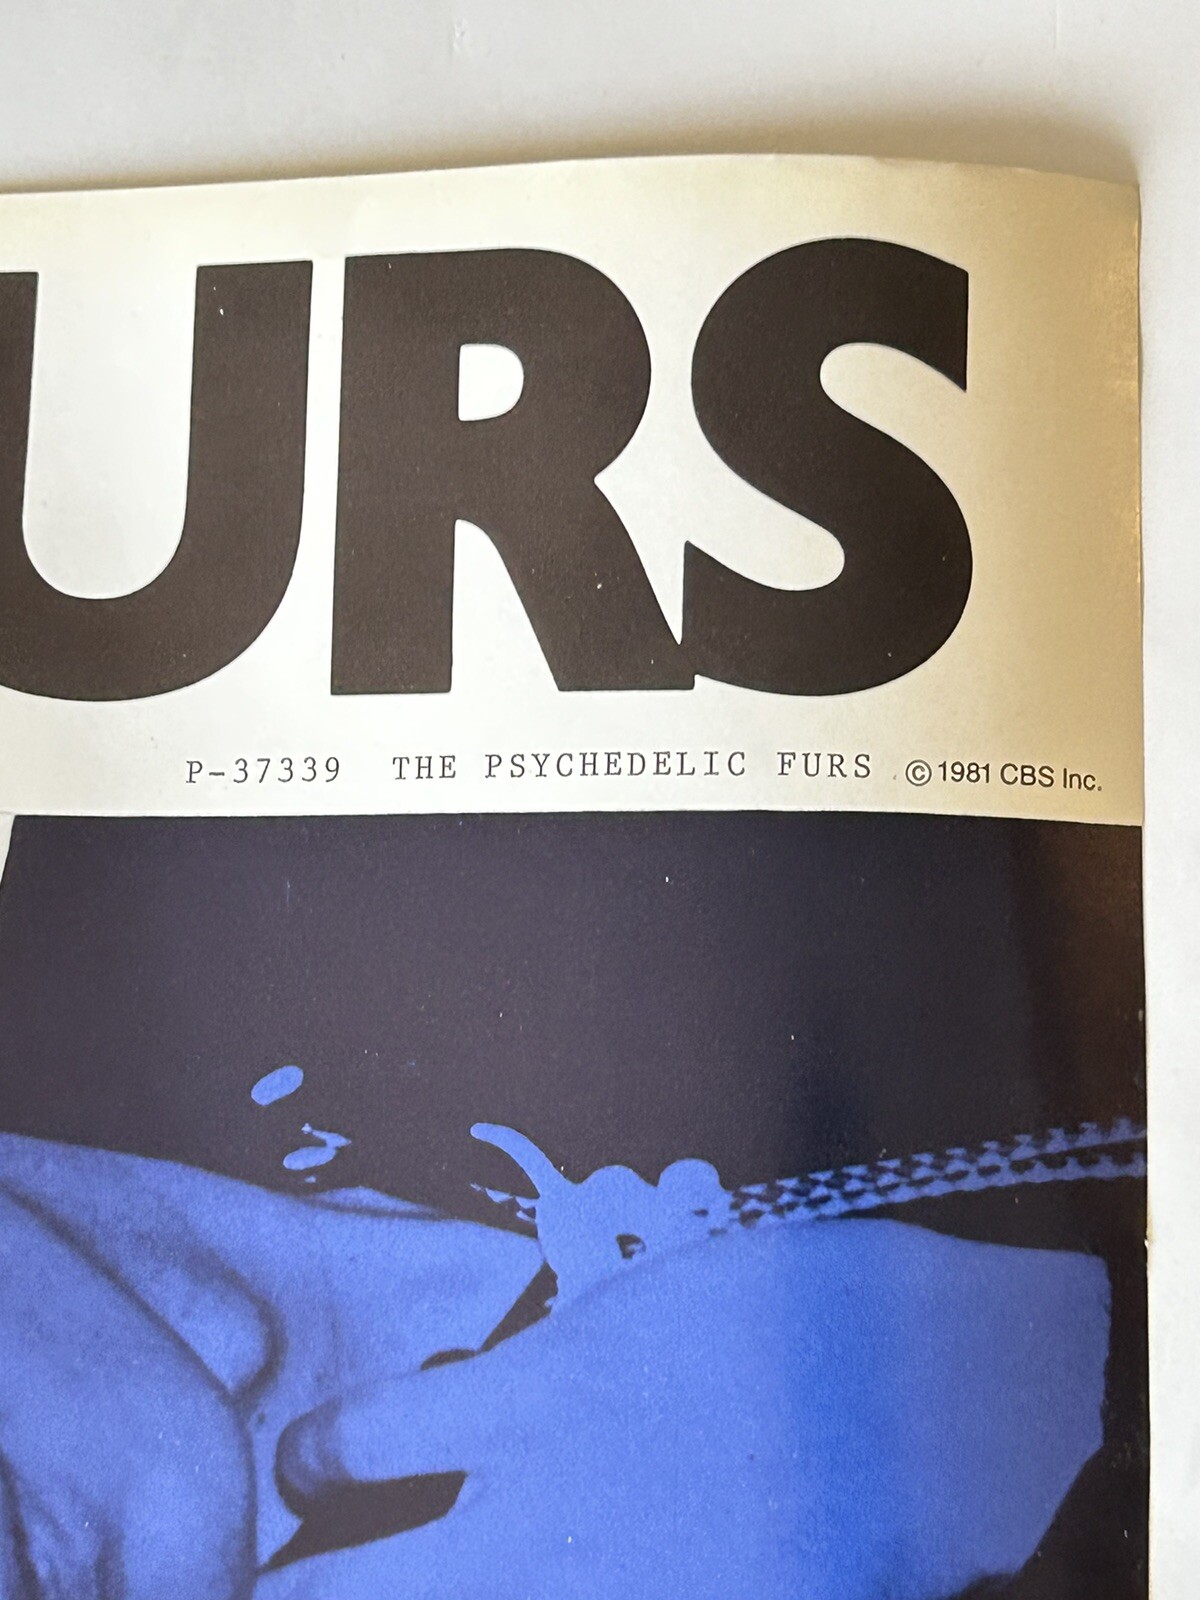 URS
P-37339 THE PSYCHEDELIC FURS © 1981 CBS Inc.